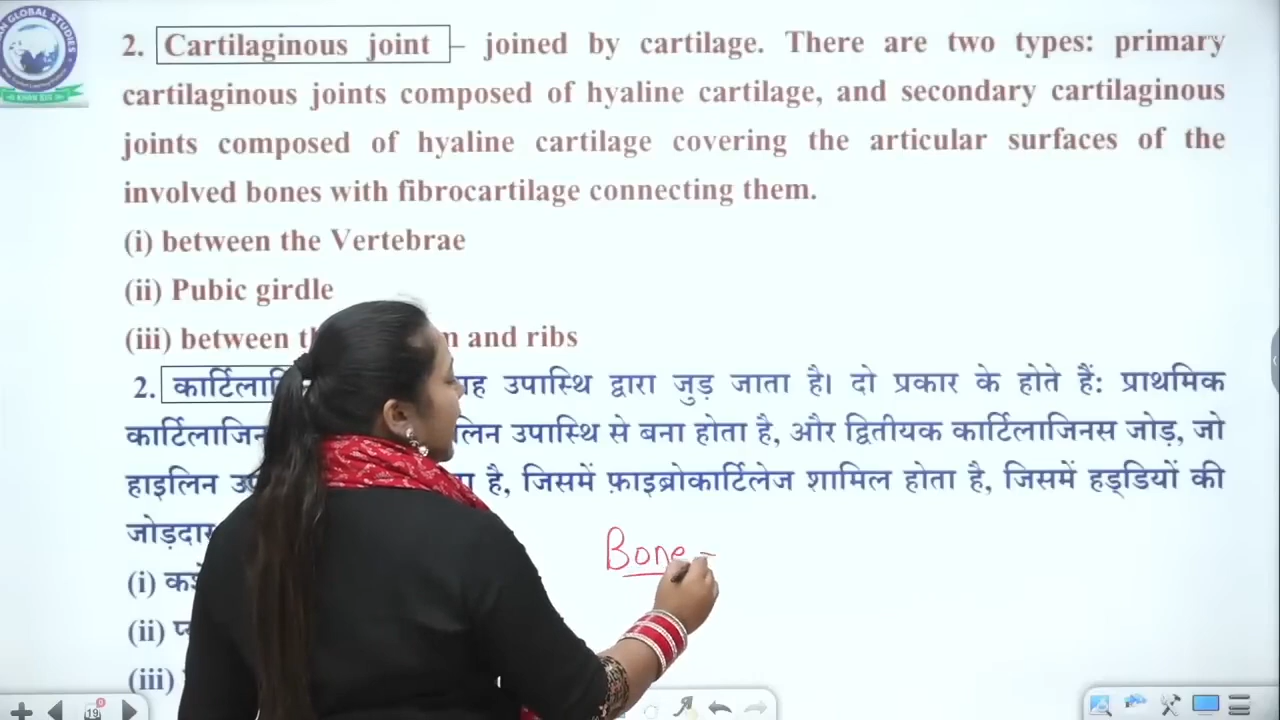 GLOBAL STUDIES
2. Cartilaginous joint – joined by cartilage. There are two types: primary
cartilaginous joints composed of hyaline cartilage, and secondary cartilaginous
joints composed of hyaline cartilage covering the articular surfaces of the
involved bones with fibrocartilage connecting them.
(i) between the Vertebrae
(ii) Pubic girdle
(iii) between and ribs
2. उपास्थि द्वारा जुड़ जाता है। दो प्रकार के होते हैं: प्राथमिक
उपास्थि से बना होता है, और द्वितीयक कार्टिलाजिनस जोड़, जो
हाइलिन है, जिसमें फ़ाइब्रोकार्टिलेज शामिल होता है, जिसमें हड्डियों की
Bone
(i)
(ii)
(iii)
19